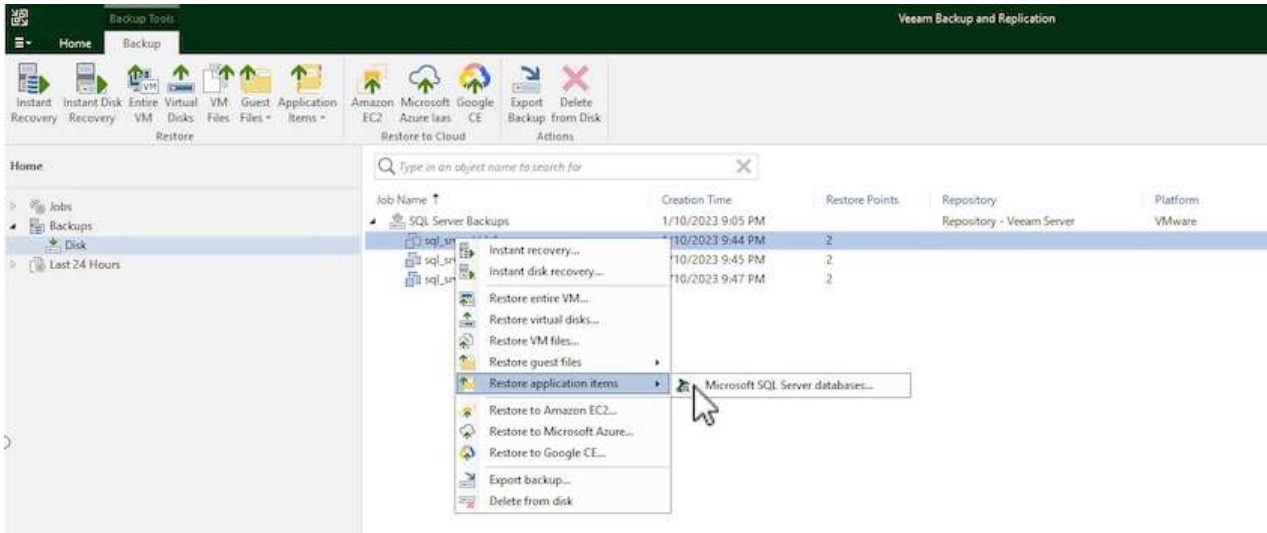 Backup Tools
Veeam Backup and Replication
Home Backup
Instant Recovery
Instant Disk Recovery
Entire VM
Virtual Disks
VM Files
Guest Files
Application Items
Restore
Amazon EC2
Microsoft Azure Iaas
Google CE
Restore to Cloud
Export Backup
Delete from Disk
Actions
Home
Type in an object name to search for
Jobs
Backups
Disk
Last 24 Hours
Job Name Creation Time Restore Points Repository Platform
SQL Server Backups 1/10/2023 9:05 PM Repository - Veeam Server VMware
10/2023 9:44 PM 2
10/2023 9:45 PM 2
10/2023 9:47 PM 2
Instant recovery...
Instant disk recovery...
Restore entire VM...
Restore virtual disks...
Restore VM files...
Restore guest files
Restore application items
Microsoft SQL Server databases...
Restore to Amazon EC2...
Restore to Microsoft Azure...
Restore to Google CE...
Export backup...
Delete from disk